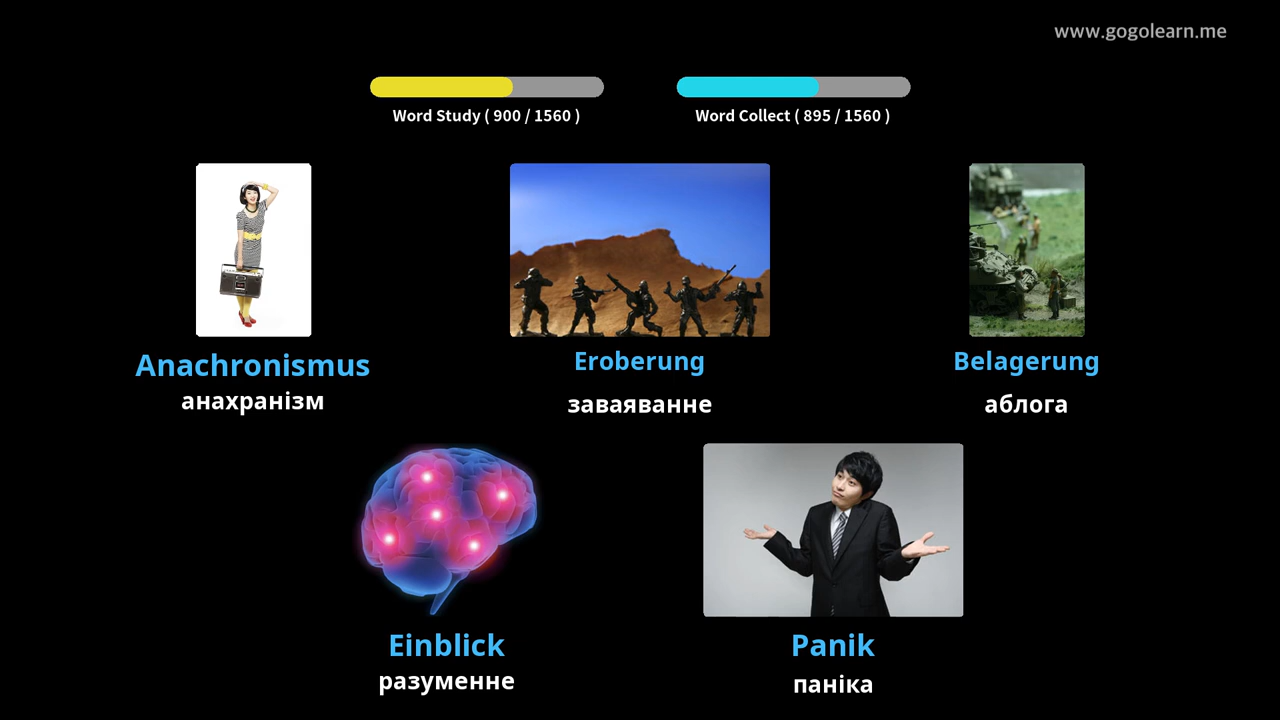 www.gogolearn.me
Word Study ( 900 / 1560 )
Word Collect ( 895 / 1560 )
Anachronismus
анахранізм
Eroberung
заваяванне
Belagerung
аблога
Einblick
разуменне
Panik
паніка